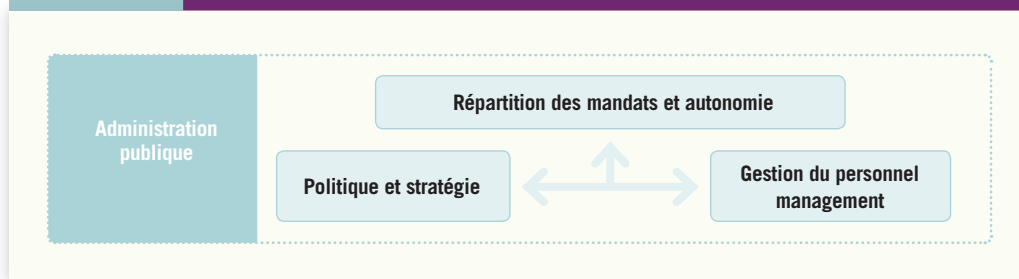 Administration
publique
Répartition des mandats et autonomie
Politique et stratégie
Gestion du personnel
management